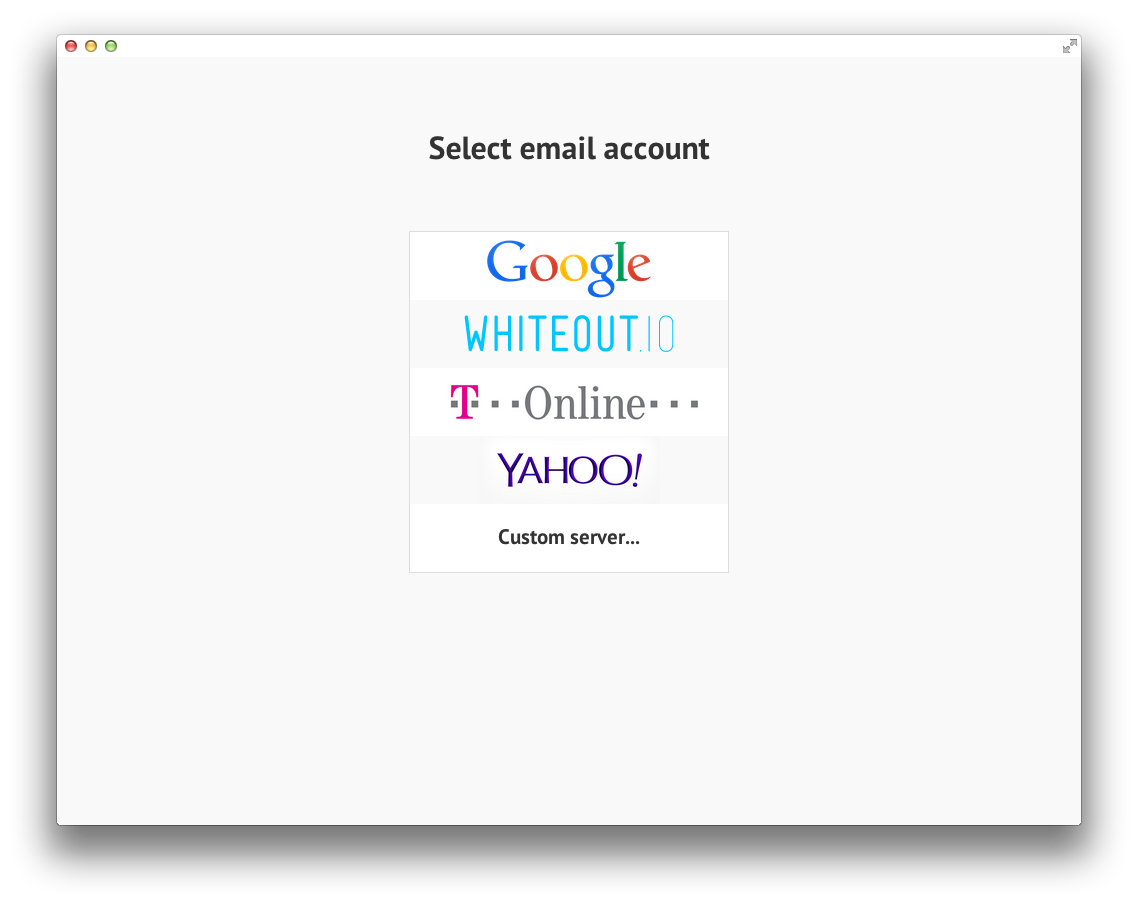 Select email account
Google
WHITEOUT.IO
T··Online···
YAHOO!
Custom server...